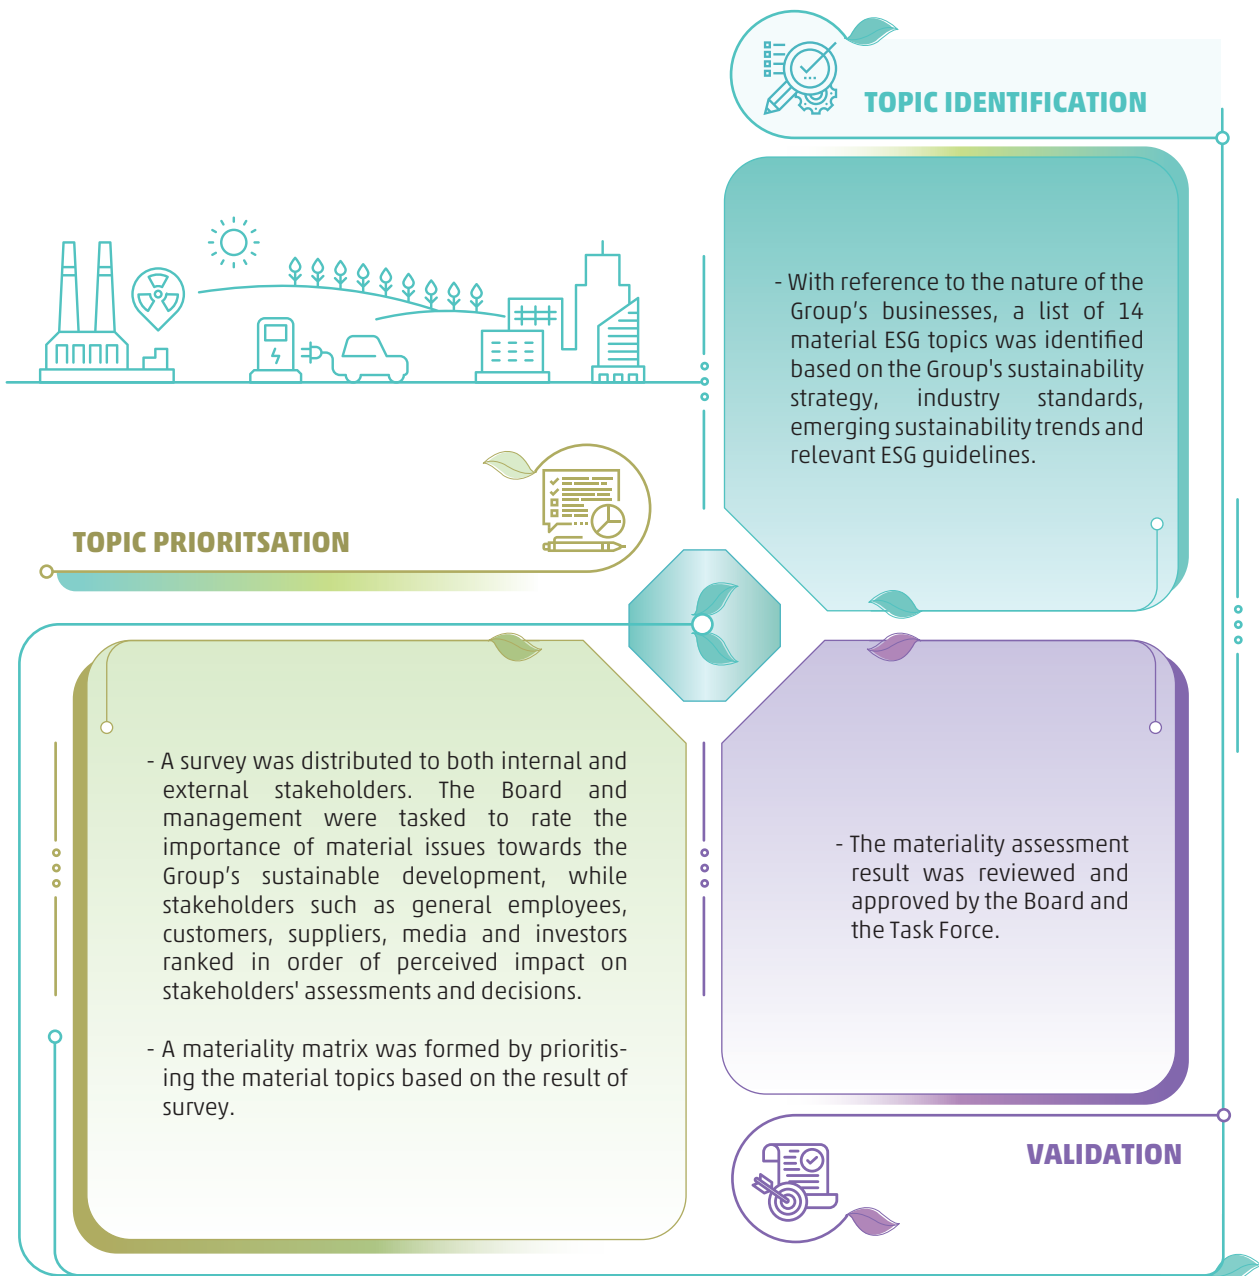 TOPIC IDENTIFICATION
- With reference to the nature of the
Group's businesses, a list of 14
material ESG topics was identified
based on the Group's sustainability
strategy, industry standards,
emerging sustainability trends and
relevant ESG guidelines.
TOPIC PRIORITSATION
- A survey was distributed to both internal and
external stakeholders. The Board and
management were tasked to rate the
importance of material issues towards the
Group's sustainable development, while
stakeholders such as general employees,
customers, suppliers, media and investors
ranked in order of perceived impact on
stakeholders' assessments and decisions.
- A materiality matrix was formed by prioritis-
ing the material topics based on the result of
survey.
- The materiality assessment
result was reviewed and
approved by the Board and
the Task Force.
VALIDATION